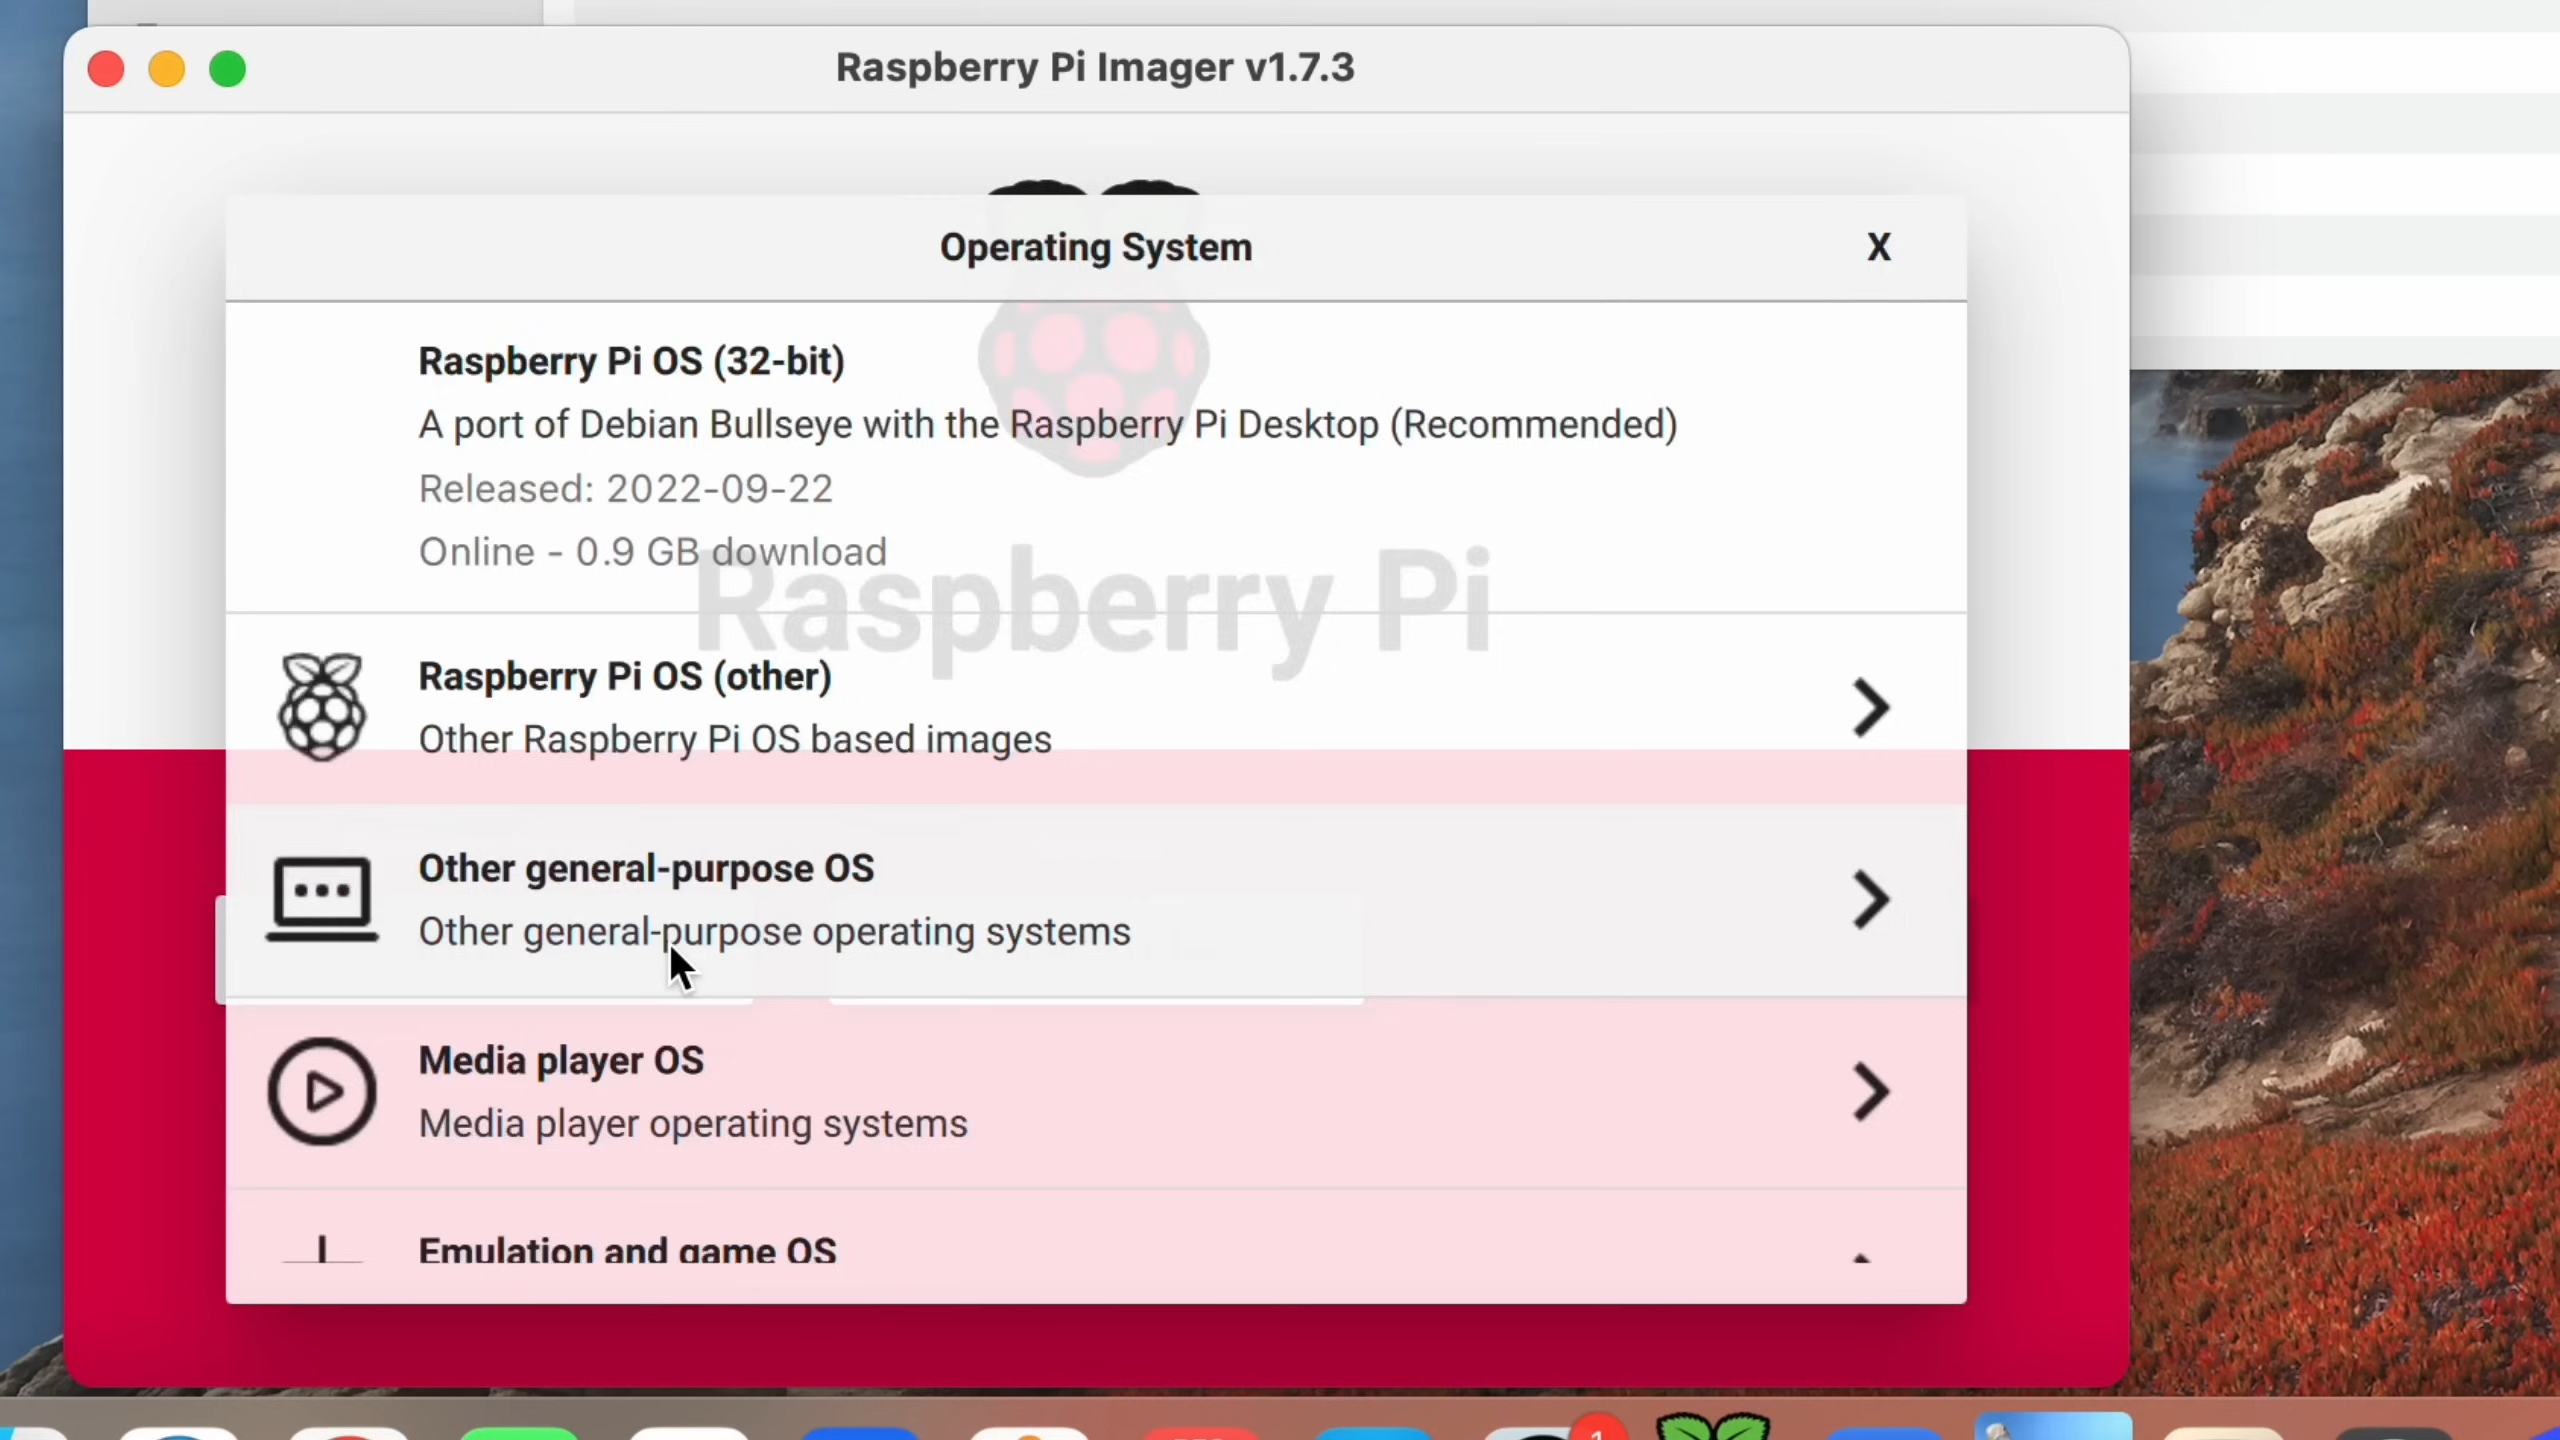 Raspberry Pi Imager v1.7.3
Operating System
X
Raspberry Pi OS (32-bit)
A port of Debian Bullseye with the Raspberry Pi Desktop (Recommended)
Released: 2022-09-22
Online - 0.9 GB download
Raspberry Pi
Raspberry Pi OS (other)
Other Raspberry Pi OS based images
Other general-purpose OS
Other general-purpose operating systems
Media player OS
Media player operating systems
Emulation and game OS
1